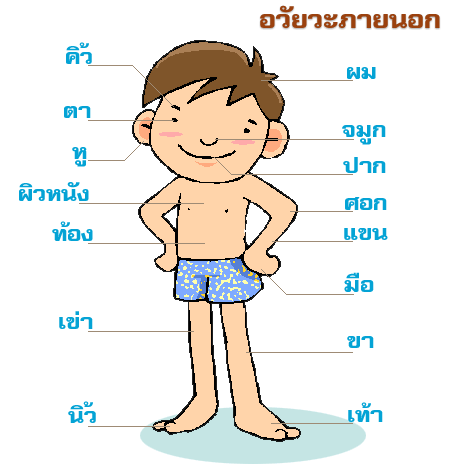 อวัยวะภายนอก
คิ้ว
ผม
ตา
จมูก
หู
ปาก
ผิวหนัง
ศอก
ท้อง
แขน
มือ
เข่า
ขา
นิ้ว
เท้า